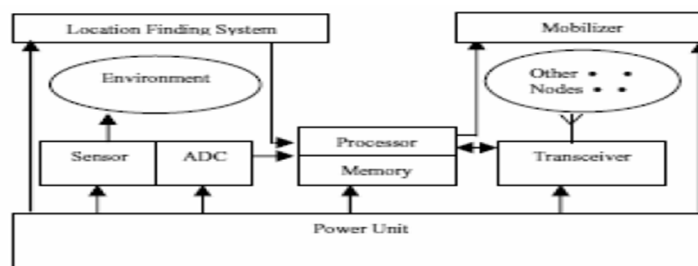 Location Finding System
Mobilizer
Environment
Other
Nodes
Sensor
ADC
Processor
Memory
Transceiver
Power Unit